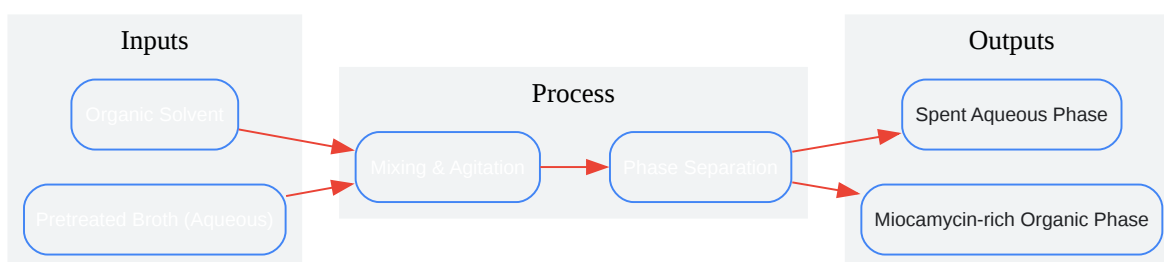 Inputs
Organic Solvent
Pretreated Broth (Aqueous)
Process
Mixing & Agitation
Phase Separation
Outputs
Spent Aqueous Phase
Miocamycin-rich Organic Phase